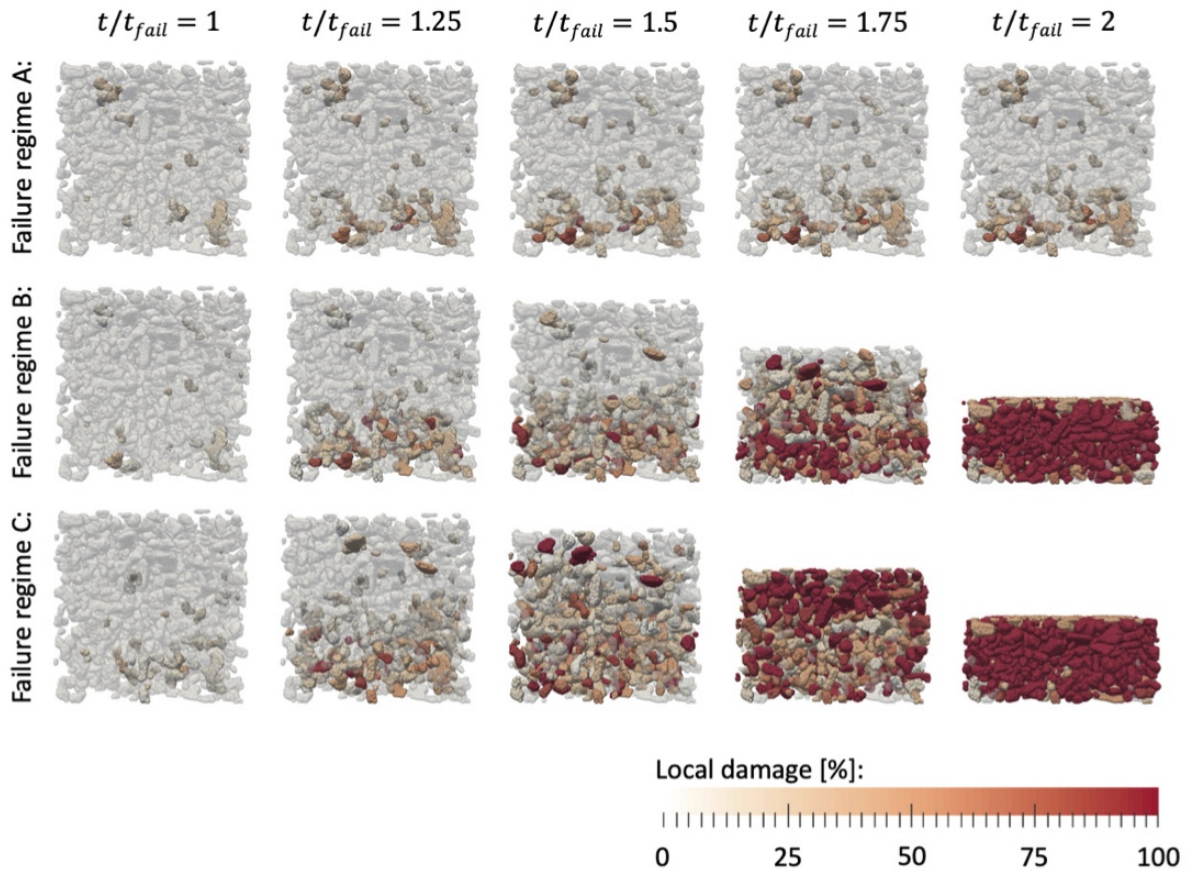 t/t_fail = 1 t/t_fail = 1.25 t/t_fail = 1.5 t/t_fail = 1.75 t/t_fail = 2
Failure regime A:
Failure regime B:
Failure regime C:
Local damage [%]:
0 25 50 75 100